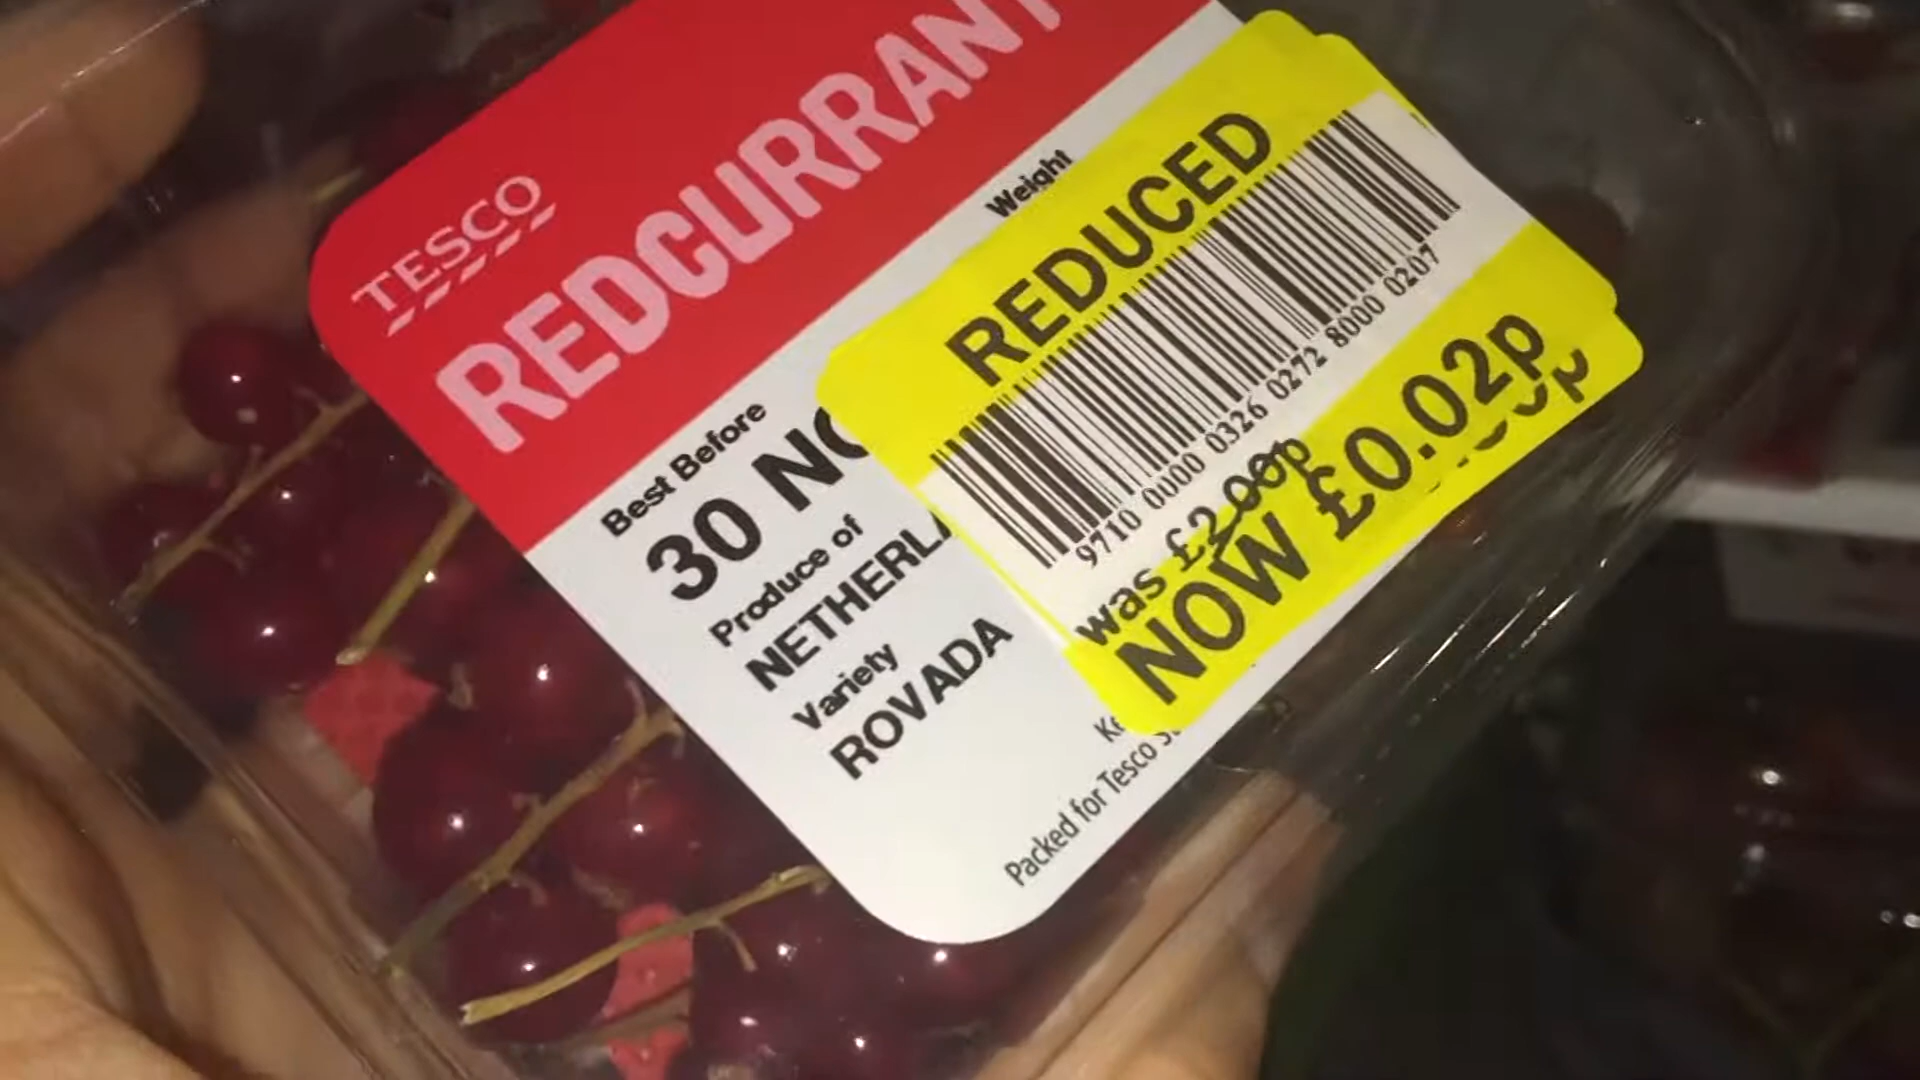 TESCO
REDCURRANT
Weight
Best Before
30 NO
Produce of
NETHERLA
Variety
ROVADA
Packed for Tesco
REDUCED
9710 0000 0326 0272 8000 0207
was £2.00p
NOW £0.02p